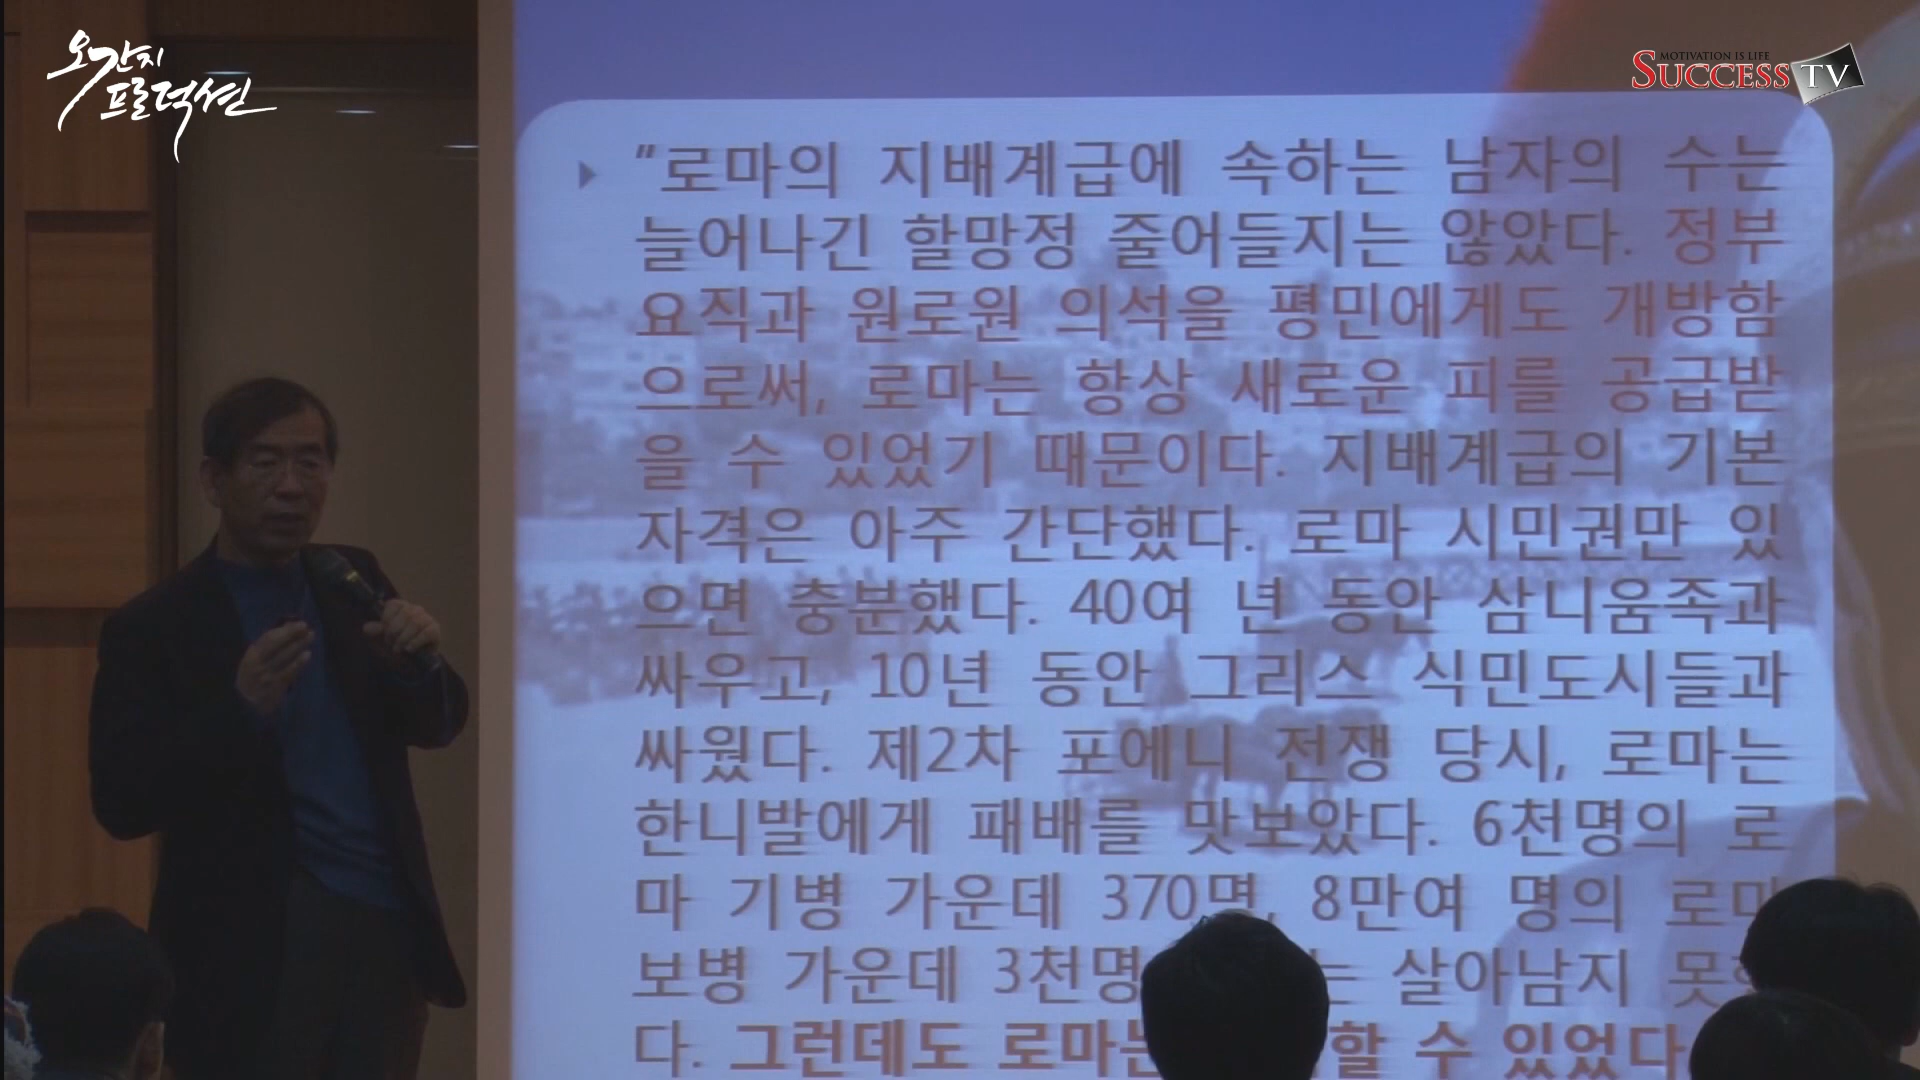 오간지
프로덕션
MOTIVATION IS LIFE
SUCCESS TV
"로마의 지배계급에 속하는 남자의 수는
늘어나긴 할망정 줄어들지는 않았다. 정부
요직과 원로원 의석을 평민에게도 개방함
으로써, 로마는 항상 새로운 피를 공급받
을 수 있었기 때문이다. 지배계급의 기본
자격은 아주 간단했다. 로마 시민권만 있
으면 충분했다. 40여 년 동안 삼니움족과
싸우고, 10년 동안 그리스 식민도시들과
싸웠다. 제2차 포에니 전쟁 당시, 로마는
한니발에게 패배를 맛보았다. 6천명의 로
마 기병 가운데 370명, 8만여 명의 로마
보병 가운데 3천명 는 살아남지 못했
다. 그런데도 로마는 할 수 있었다